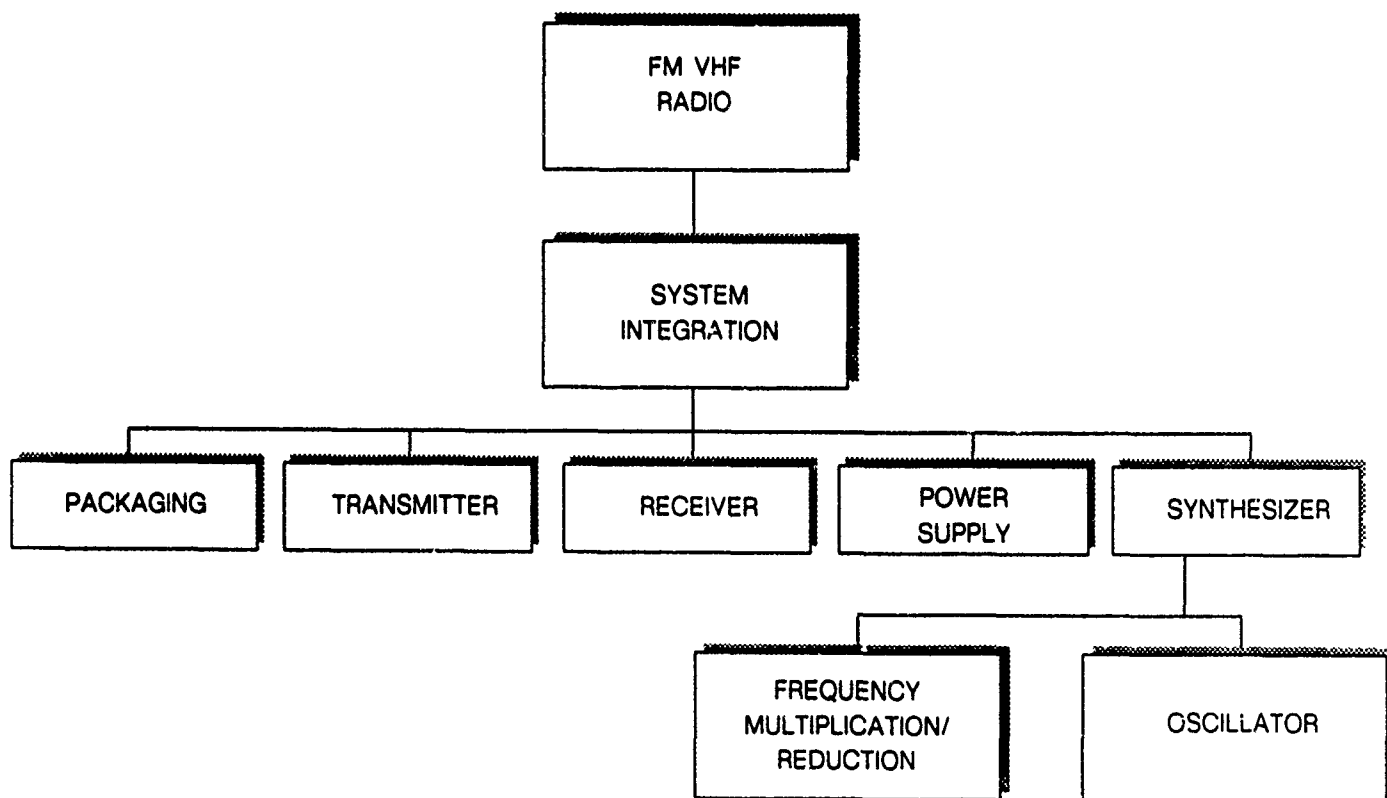 FM VHF
RADIO
SYSTEM
INTEGRATION
PACKAGING
TRANSMITTER
RECEIVER
POWER
SUPPLY
SYNTHESIZER
FREQUENCY
MULTIPLICATION/
REDUCTION
OSCILLATOR